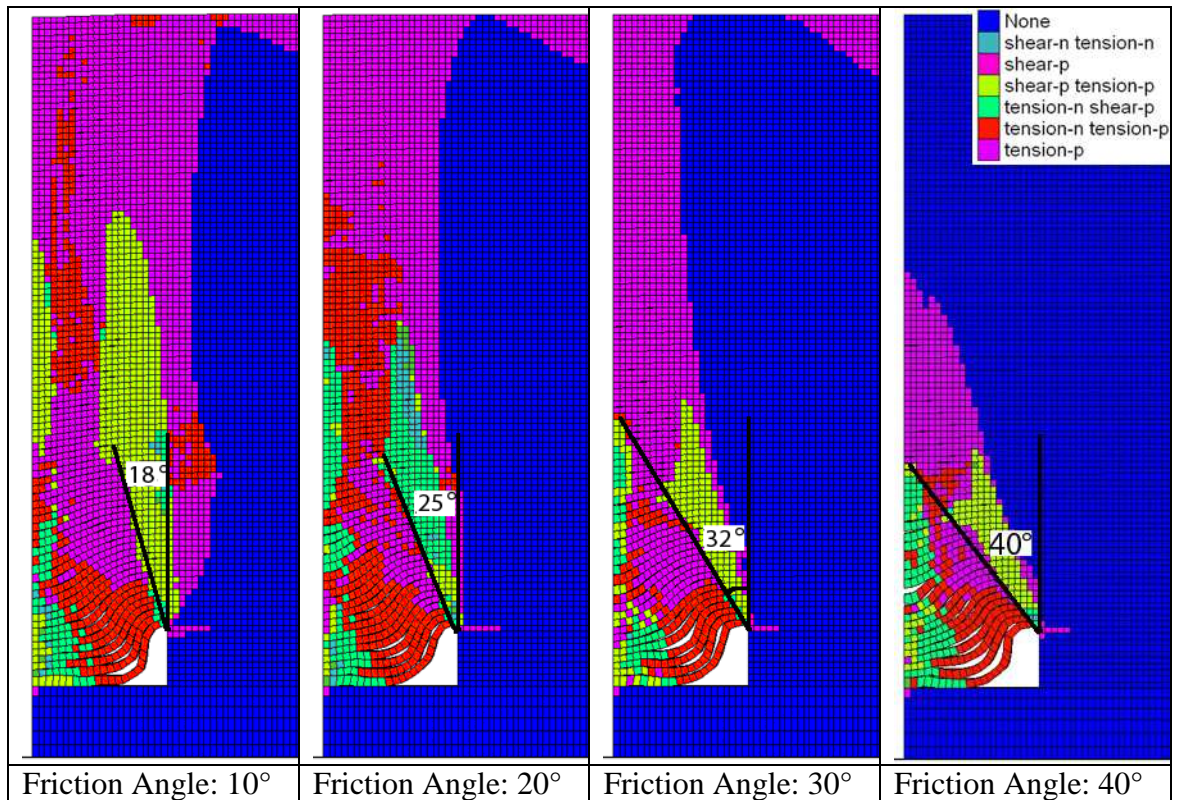 None
shear-n tension-n
shear-p
shear-p tension-p
tension-n shear-p
tension-n tension-p
tension-p
18°
25°
32°
40°
Friction Angle: 10°
Friction Angle: 20°
Friction Angle: 30°
Friction Angle: 40°